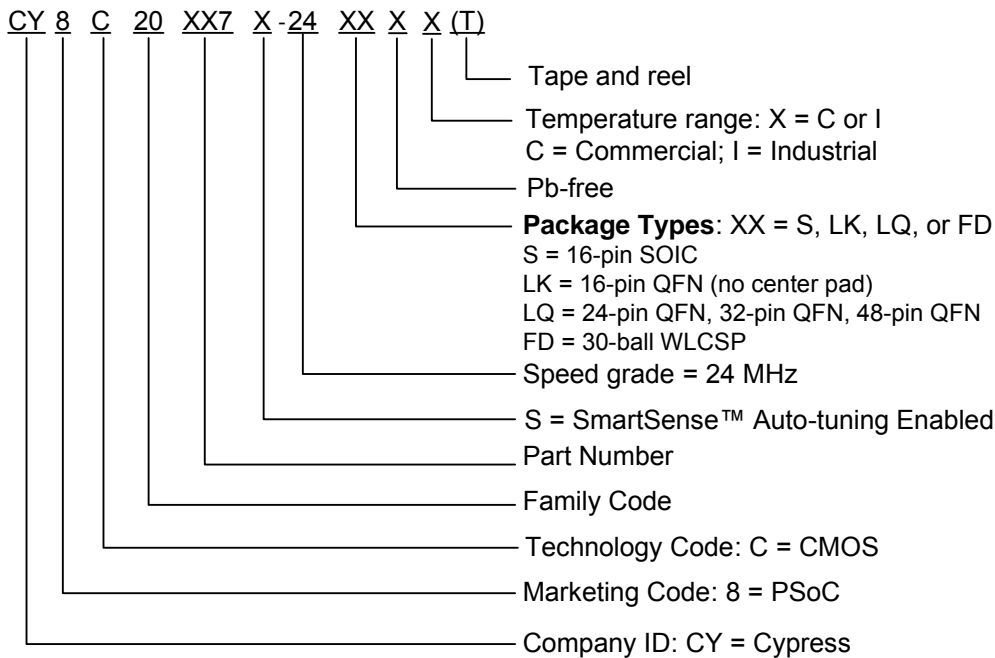 CY 8 C 20 XX7 X - 24 XX X X (T)
Tape and reel
Temperature range: X = C or I
C = Commercial; I = Industrial
Pb-free
Package Types: XX = S, LK, LQ, or FD
S = 16-pin SOIC
LK = 16-pin QFN (no center pad)
LQ = 24-pin QFN, 32-pin QFN, 48-pin QFN
FD = 30-ball WLCSP
Speed grade = 24 MHz
S = SmartSense™ Auto-tuning Enabled
Part Number
Family Code
Technology Code: C = CMOS
Marketing Code: 8 = PSoC
Company ID: CY = Cypress